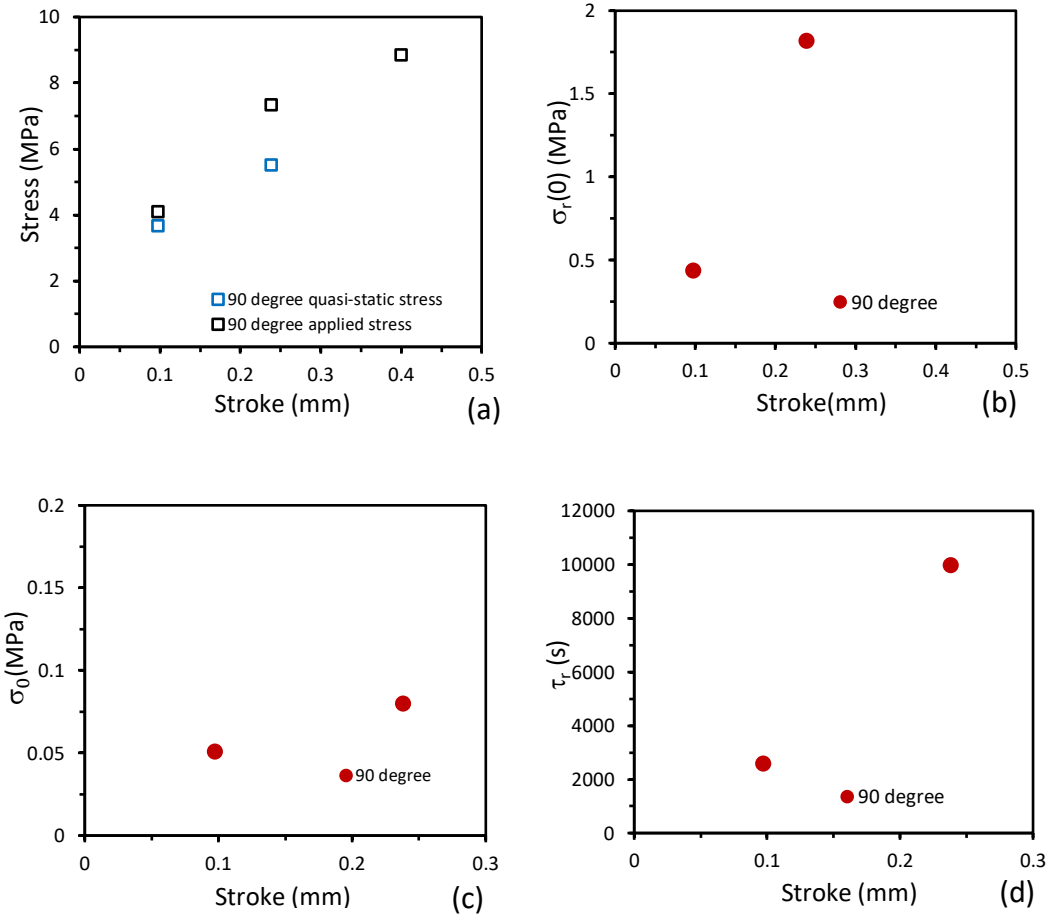 10
8
6
4
2
0
Stress (MPa)
90 degree quasi-static stress
90 degree applied stress
0 0.1 0.2 0.3 0.4 0.5
Stroke (mm)
(a)
2
1.5
1
0.5
0
σr(0) (MPa)
90 degree
0 0.1 0.2 0.3 0.4 0.5
Stroke(mm)
(b)
0.2
0.15
0.1
0.05
0
σ0(MPa)
90 degree
0 0.1 0.2 0.3
Stroke (mm)
(c)
12000
10000
8000
6000
4000
2000
0
τr (s)
90 degree
0 0.1 0.2 0.3
Stroke (mm)
(d)